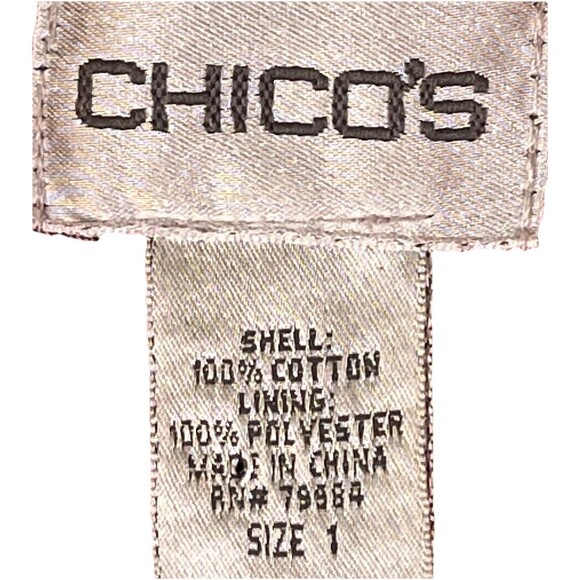 CHICO'S
SHELL:
100% COTTON
LINING:
100% POLYESTER
MADE IN CHINA
RN# 79984
SIZE 1